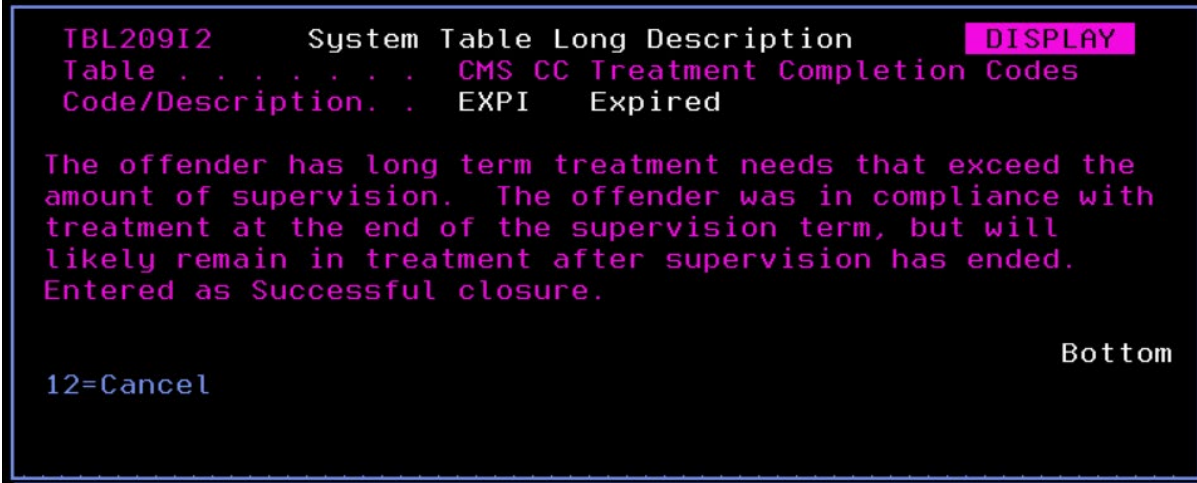 TBL209I2 System Table Long Description DISPLAY
Table . . . . . . . CMS CC Treatment Completion Codes
Code/Description. . EXPI Expired
The offender has long term treatment needs that exceed the
amount of supervision. The offender was in compliance with
treatment at the end of the supervision term, but will
likely remain in treatment after supervision has ended.
Entered as Successful closure.
Bottom
12=Cancel